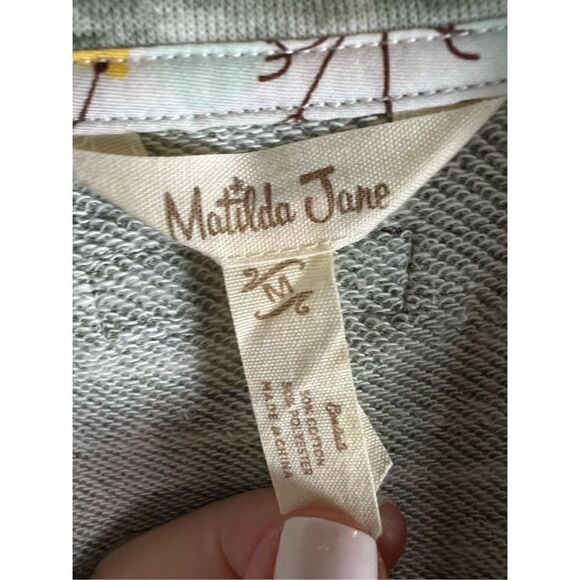 Matilda Jane
M
50% COTTON
50% POLYESTER
MADE IN CHINA